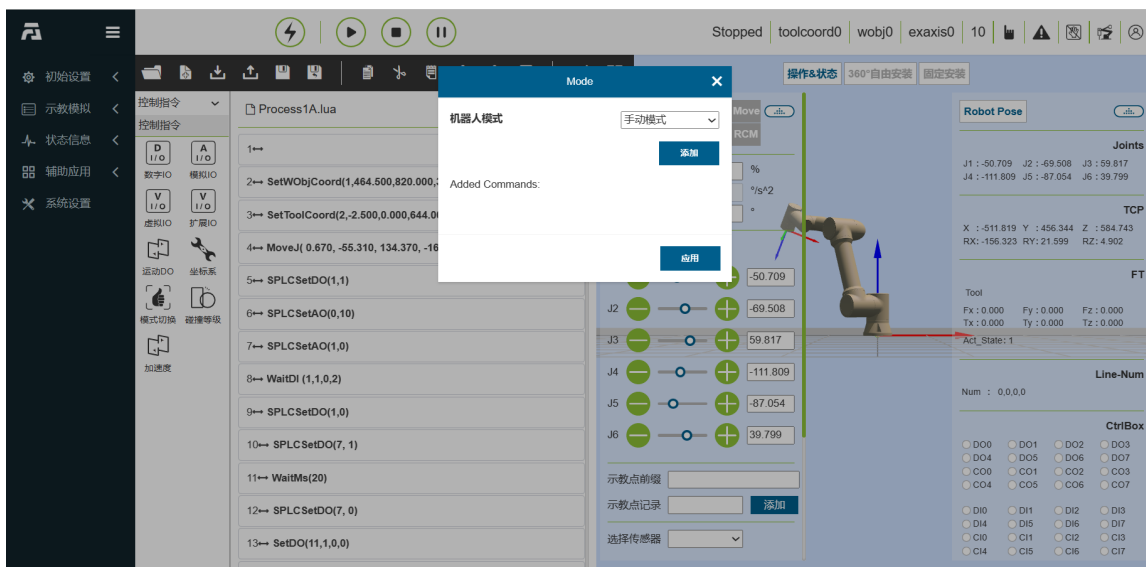 Stopped toolcoord0 wobj0 exaxis0 10
初始设置
示教模拟
状态信息
辅助应用
系统设置
控制指令
控制指令
D I/O A I/O
数字IO 模拟IO
V I/O V I/O
虚拟IO 扩展IO
运动DO 坐标系
模式切换 碰撞等级
加速度
Process1A.lua
1
2 SetWObjCoord(1,464.500,820.000,
3 SetToolCoord(2,-2.500,0.000,644.0
4 MoveJ( 0.670, -55.310, 134.370, -16
5 SPLCSetDO(1,1)
6 SPLCSetAO(0,10)
7 SPLCSetAO(1,0)
8 WaitDI (1,1,0,2)
9 SPLCSetDO(1,0)
10 SPLCSetDO(7, 1)
11 WaitMs(20)
12 SPLCSetDO(7, 0)
13 SetDO(11,1,0,0)
Mode
机器人模式 手动模式
添加
Added Commands:
应用
操作&状态 360°自由安装 固定安装
Move
RCM
%
°/s^2
°
-50.709
J2 -69.508
J3 59.817
J4 -111.809
J5 -87.054
J6 39.799
示教点前缀
示教点记录 添加
选择传感器
Robot Pose
Joints
J1 : -50.709 J2 : -69.508 J3 : 59.817
J4 : -111.809 J5 : -87.054 J6 : 39.799
TCP
X : -511.819 Y : 456.344 Z : 584.743
RX: -156.323 RY: 21.599 RZ: 4.902
FT
Tool
Fx : 0.000 Fy : 0.000 Fz : 0.000
Tx : 0.000 Ty : 0.000 Tz : 0.000
Act_State: 1
Line-Num
Num : 0,0,0,0
CtrlBox
DO0 DO1 DO2 DO3
DO4 DO5 DO6 DO7
CO0 CO1 CO2 CO3
CO4 CO5 CO6 CO7
DI0 DI1 DI2 DI3
DI4 DI5 DI6 DI7
CI0 CI1 CI2 CI3
CI4 CI5 CI6 CI7